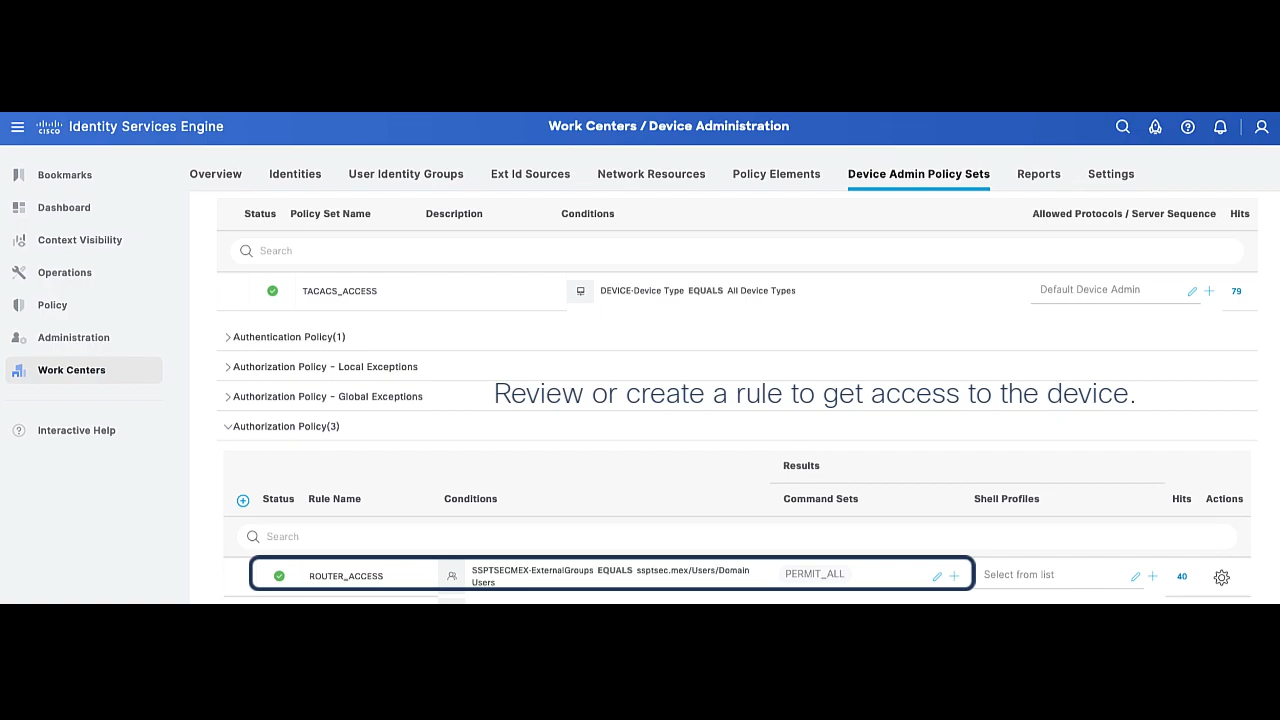 CISCO Identity Services Engine
Work Centers / Device Administration
Bookmarks
Dashboard
Context Visibility
Operations
Policy
Administration
Work Centers
Interactive Help
Overview Identities User Identity Groups Ext Id Sources Network Resources Policy Elements Device Admin Policy Sets Reports Settings
Status Policy Set Name Description Conditions Allowed Protocols / Server Sequence Hits
Search
TACACS_ACCESS DEVICE-Device Type EQUALS All Device Types Default Device Admin 79
Authentication Policy(1)
Authorization Policy - Local Exceptions
Authorization Policy - Global Exceptions
Review or create a rule to get access to the device.
Authorization Policy(3)
Results
Status Rule Name Conditions Command Sets Shell Profiles Hits Actions
Search
ROUTER_ACCESS SSPTSECMEX-ExternalGroups EQUALS ssptsec.mex/Users/Domain PERMIT_ALL Select from list 40
Users